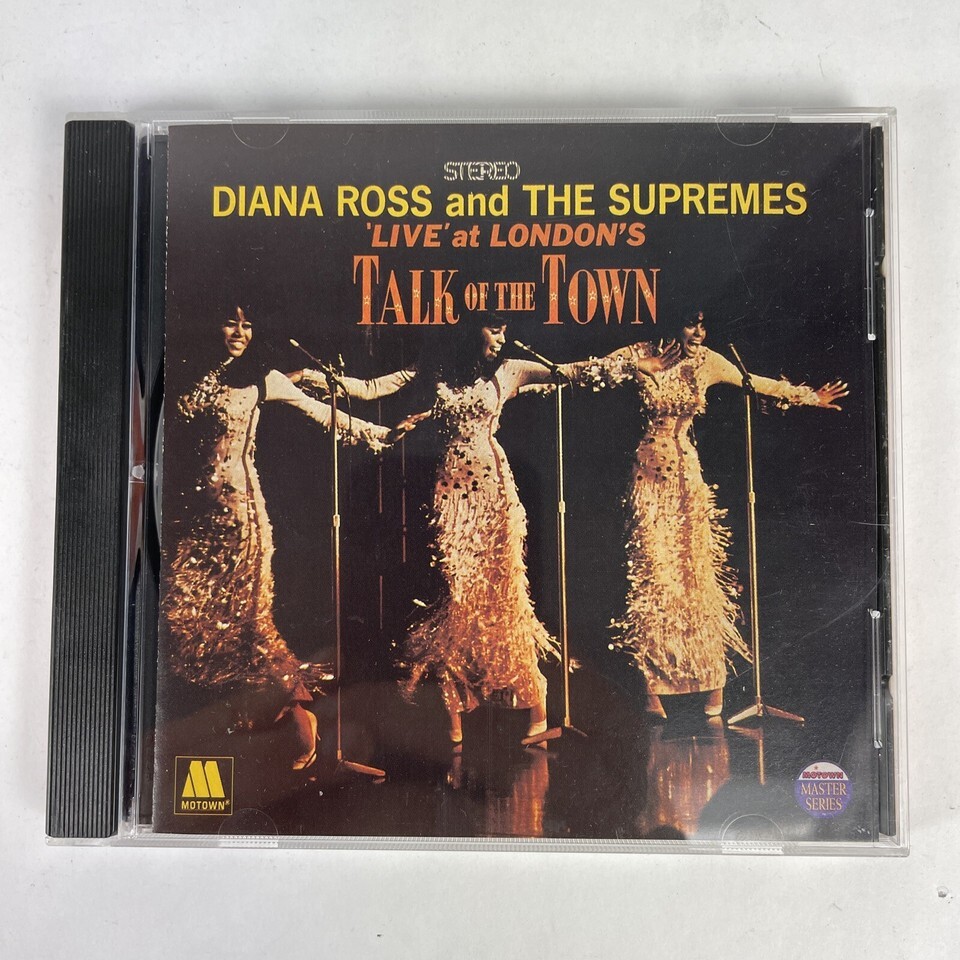 STEREO
DIANA ROSS and THE SUPREMES
'LIVE' at LONDON'S
TALK OF THE TOWN
MOTOWN
MOTOWN
MASTER
SERIES